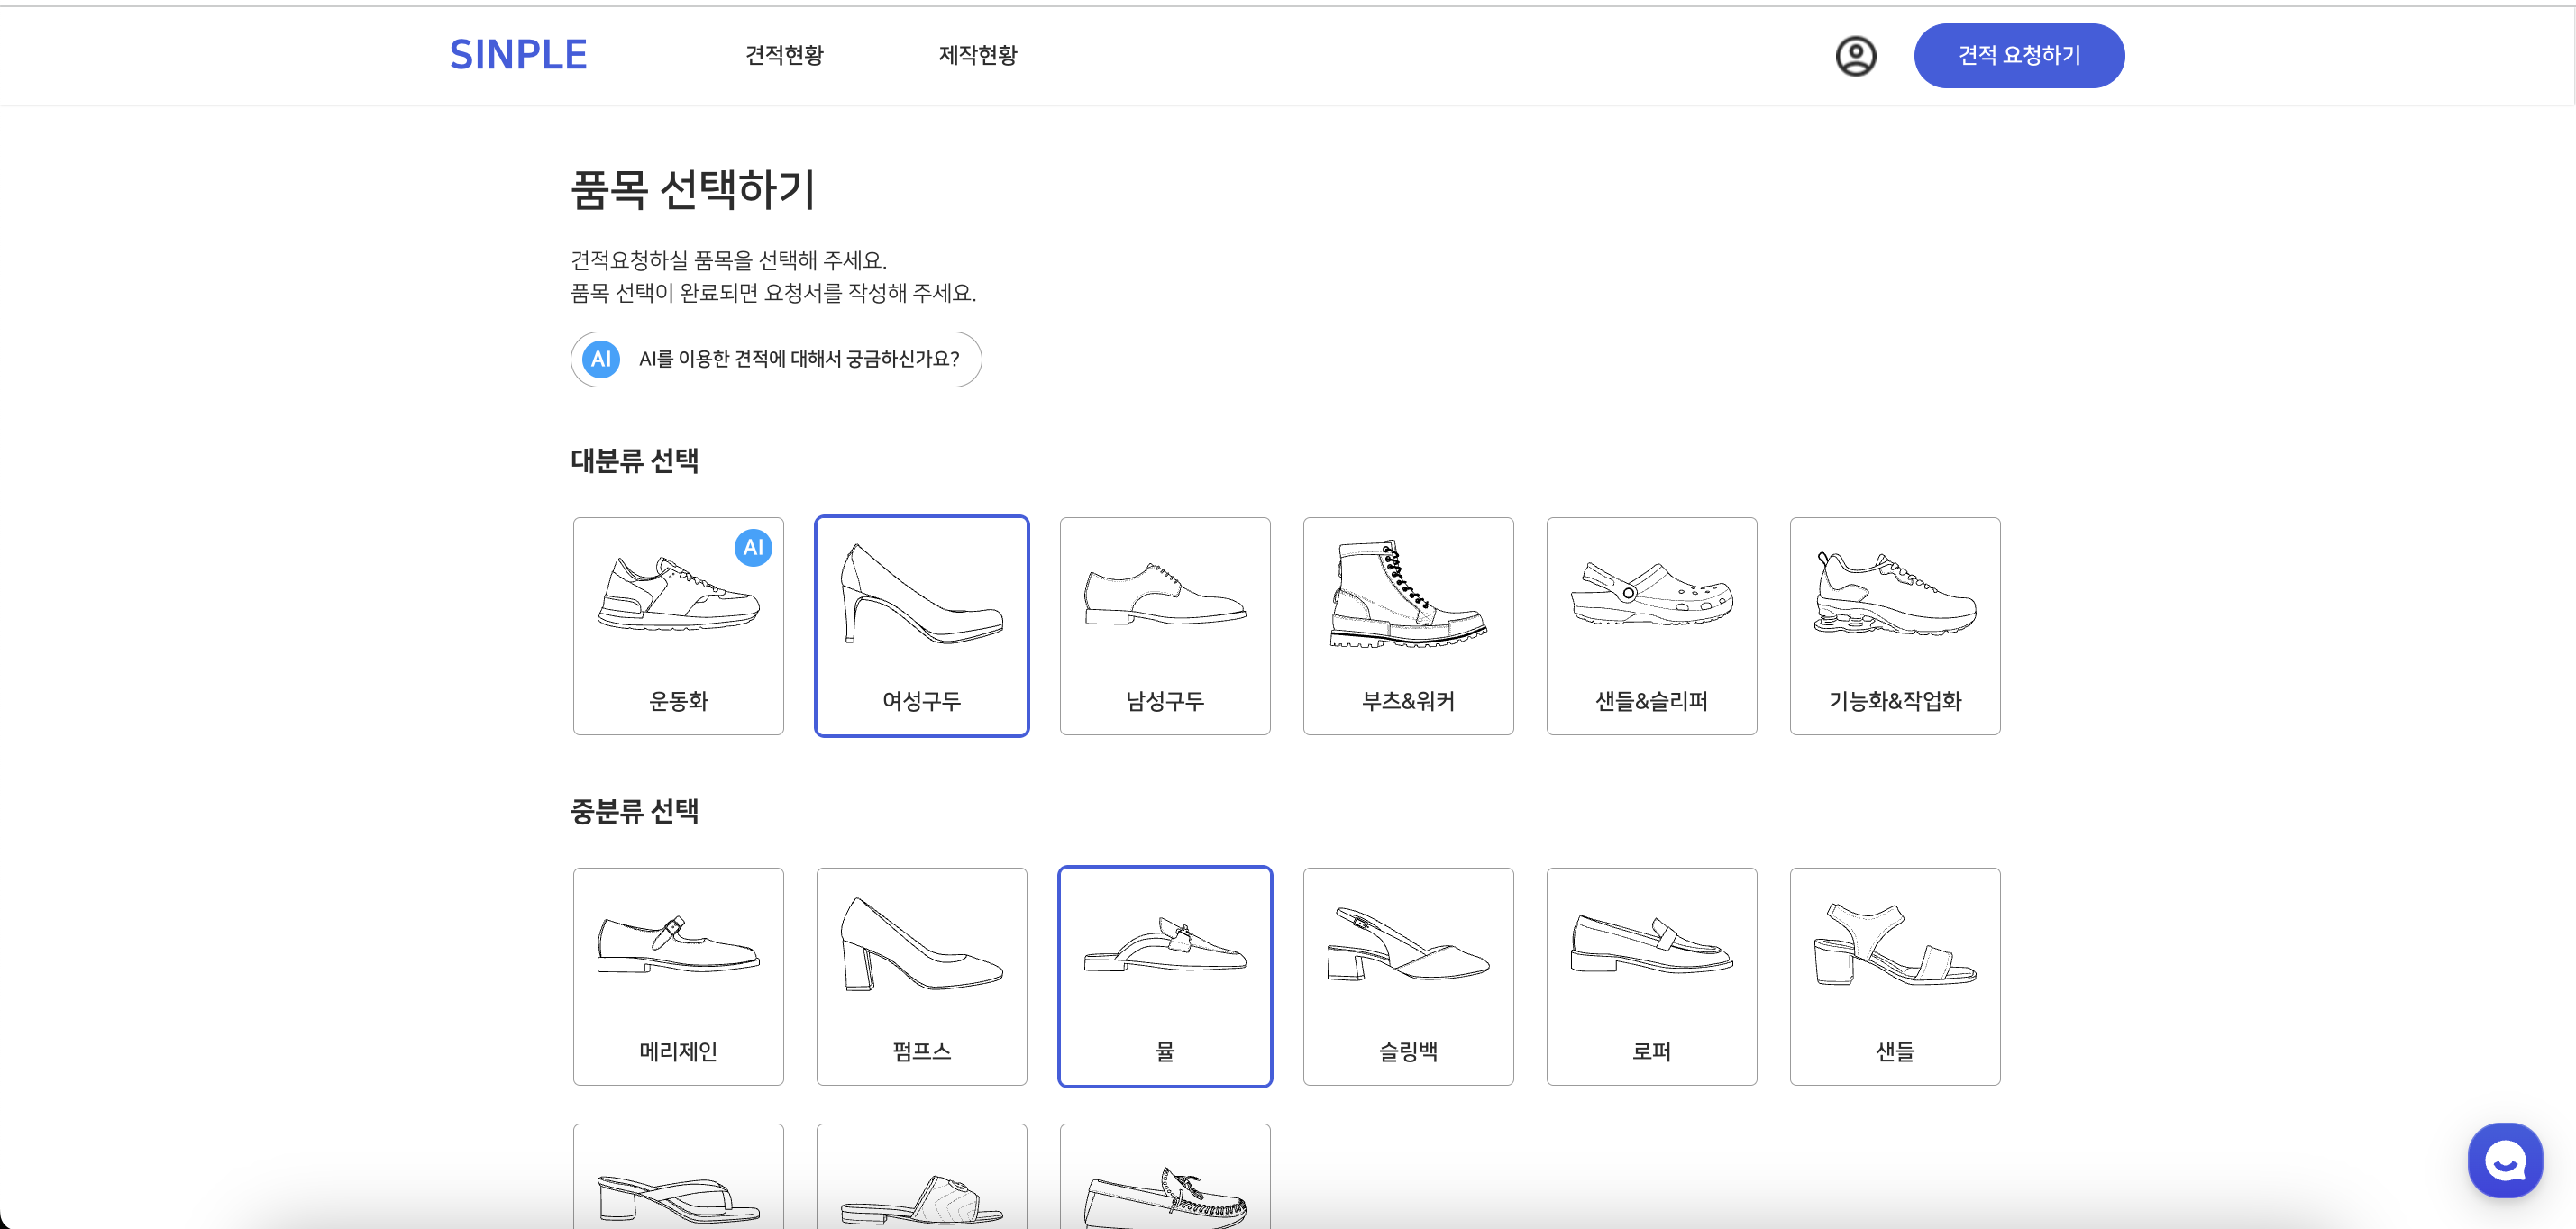 SINPLE
견적현황
제작현황
견적 요청하기
품목 선택하기
견적요청하실 품목을 선택해 주세요.
품목 선택이 완료되면 요청서를 작성해 주세요.
AI AI를 이용한 견적에 대해서 궁금하신가요?
대분류 선택
AI
운동화
여성구두
남성구두
부츠&워커
샌들&슬리퍼
기능화&작업화
중분류 선택
메리제인
펌프스
뮬
슬링백
로퍼
샌들